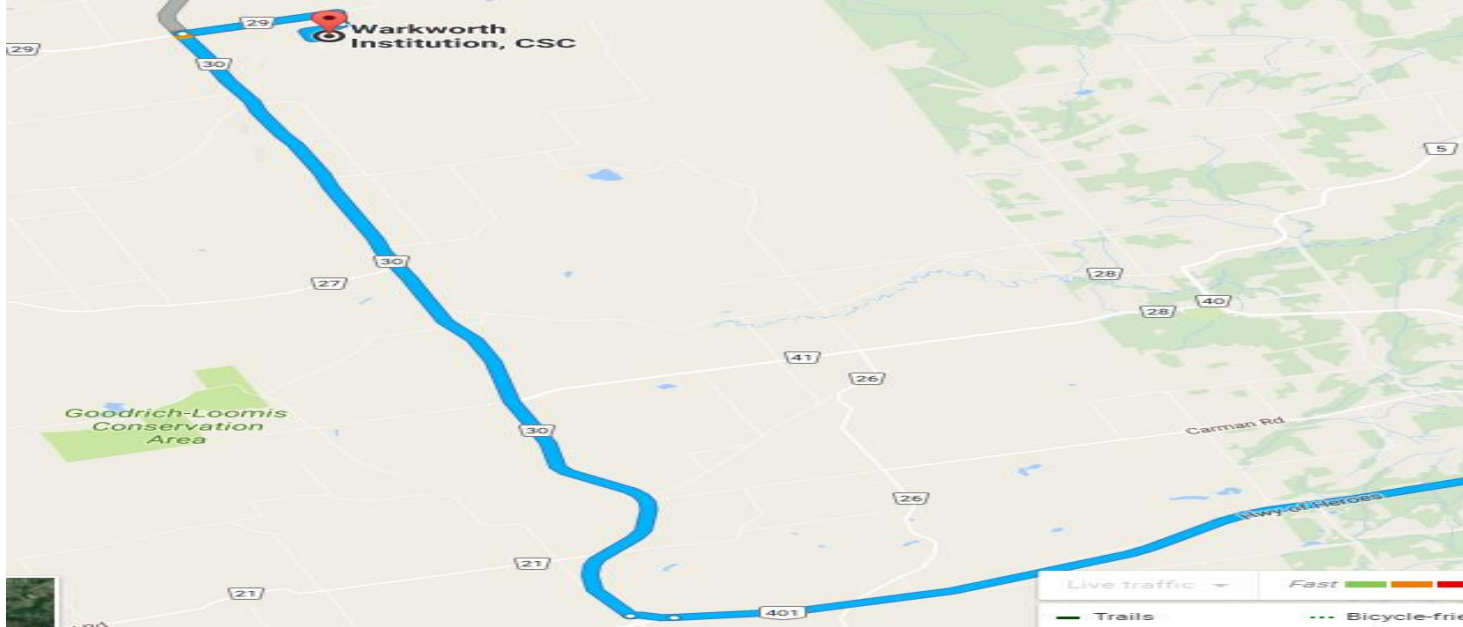 29
Warkworth
Institution, CSC
29
30
5
30
27
28
40
28
41
26
Goodrich-Loomis
Conservation
Area
30
Carman Rd
26
Hwy of Heroes
21
Live traffic
Fast
21
401
Trails
Bicycle-frie
Rd